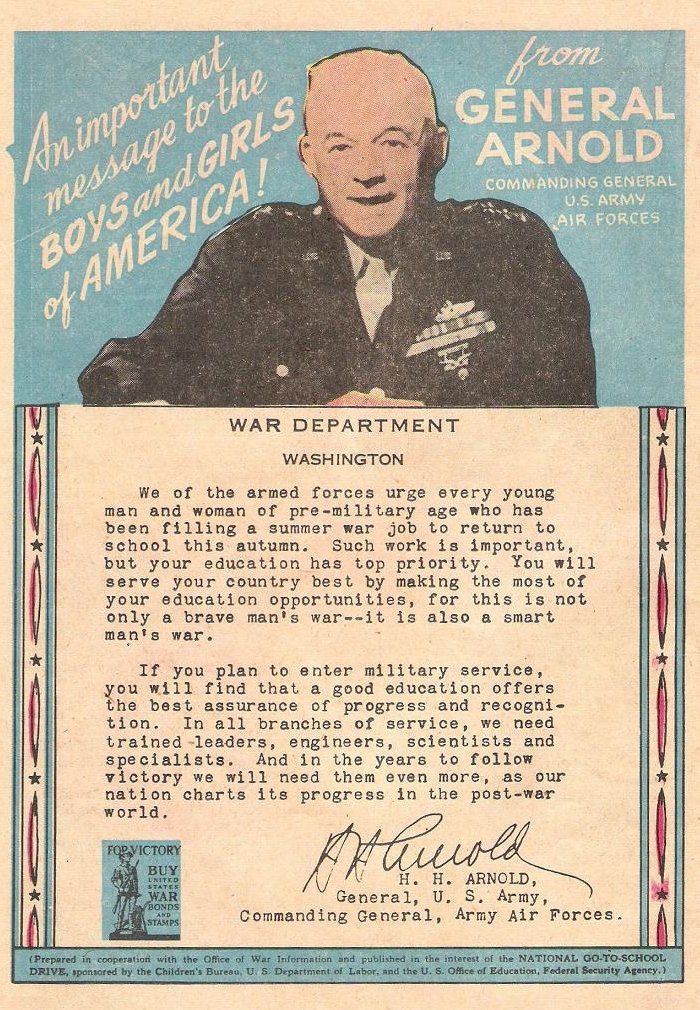 An important
message to the
BOYS and GIRLS
of AMERICA!
from
GENERAL
ARNOLD
COMMANDING GENERAL
U.S. ARMY
AIR FORCES
WAR DEPARTMENT
WASHINGTON
We of the armed forces urge every young
man and woman of pre-military age who has
been filling a summer war job to return to
school this autumn. Such work is important,
but your education has top priority. You will
serve your country best by making the most of
your education opportunities, for this is not
only a brave man's war--it is also a smart
man's war.
If you plan to enter military service,
you will find that a good education offers
the best assurance of progress and recogni-
tion. In all branches of service, we need
trained leaders, engineers, scientists and
specialists. And in the years to follow
victory we will need them even more, as our
nation charts its progress in the post-war
world.
FOR VICTORY
BUY
UNITED
STATES
WAR
BONDS
AND
STAMPS
H H Arnold
H. H. ARNOLD,
General, U. S. Army,
Commanding General, Army Air Forces.
(Prepared in cooperation with the Office of War Information and published in the interest of the NATIONAL GO-TO-SCHOOL
DRIVE, sponsored by the Children's Bureau, U. S. Department of Labor, and the U. S. Office of Education, Federal Security Agency.)